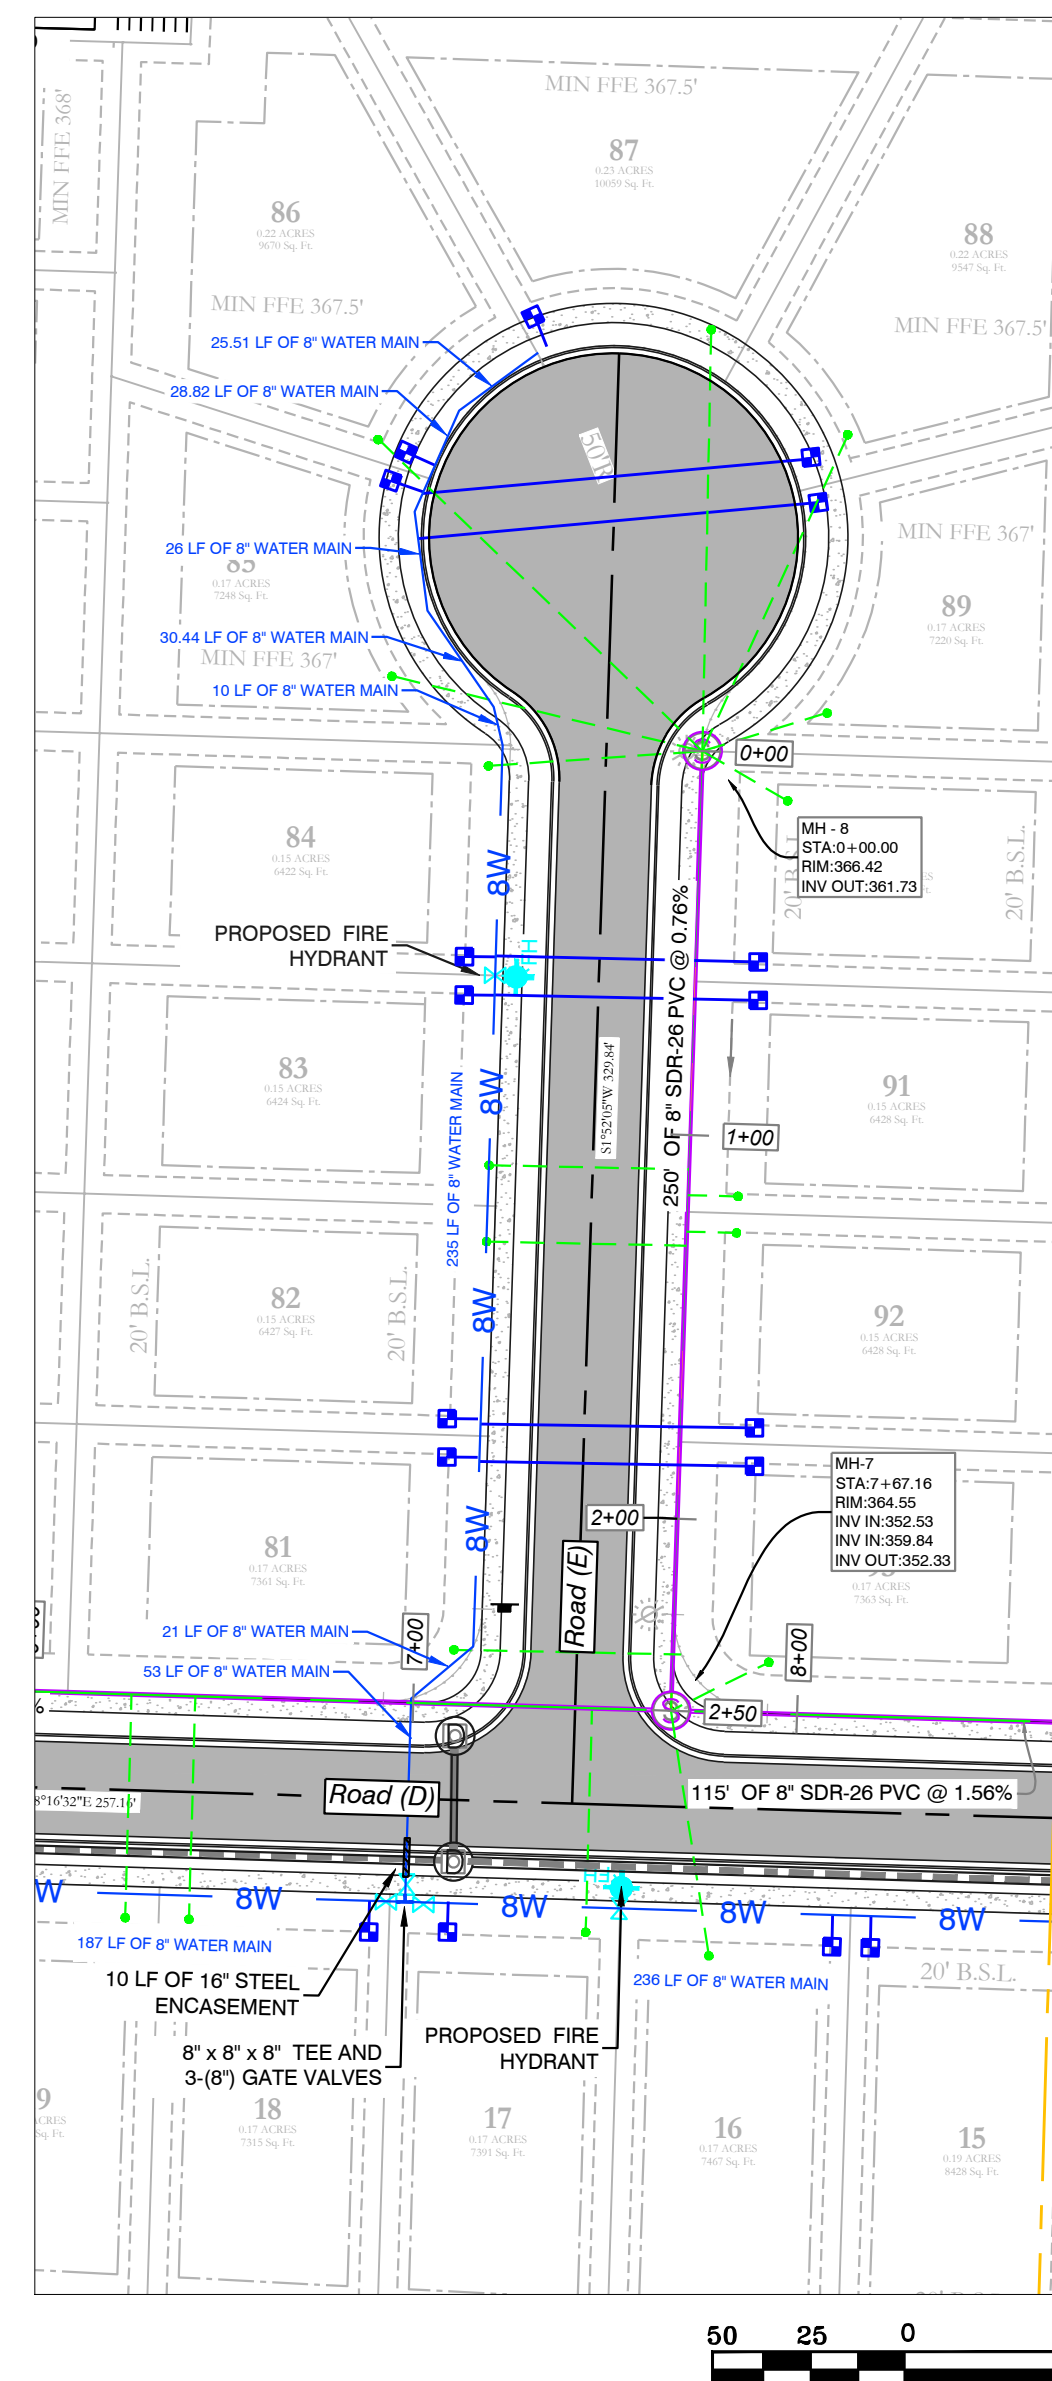 MIN FFE 368'
MIN FFE 367.5'
87
0.23 ACRES
10059 Sq. Ft.
86
0.22 ACRES
9670 Sq. Ft.
MIN FFE 367.5'
88
0.22 ACRES
9547 Sq. Ft.
MIN FFE 367.5'
25.51 LF OF 8" WATER MAIN
28.82 LF OF 8" WATER MAIN
50'R
26 LF OF 8" WATER MAIN
85
0.17 ACRES
7248 Sq. Ft.
MIN FFE 367'
30.44 LF OF 8" WATER MAIN
MIN FFE 367'
89
0.17 ACRES
7220 Sq. Ft.
10 LF OF 8" WATER MAIN
S
0+00
MH - 8
STA:0+00.00
RIM:366.42
INV OUT:361.73
20' B.S.L.
20' B.S.L.
84
0.15 ACRES
6422 Sq. Ft.
8W
PROPOSED FIRE
HYDRANT
FH
250' OF 8" SDR-26 PVC @ 0.76%
83
0.15 ACRES
6424 Sq. Ft.
8W
235 LF OF 8" WATER MAIN
S1°52'05"W 329.84'
91
0.15 ACRES
6428 Sq. Ft.
1+00
20' B.S.L.
82
0.15 ACRES
6427 Sq. Ft.
20' B.S.L.
8W
92
0.15 ACRES
6428 Sq. Ft.
MH-7
STA:7+67.16
RIM:364.55
INV IN:352.53
INV IN:359.84
INV OUT:352.33
0.17 ACRES
7363 Sq. Ft.
2+00
8W
81
0.17 ACRES
7361 Sq. Ft.
Road (E)
21 LF OF 8" WATER MAIN
7+00
8+00
53 LF OF 8" WATER MAIN
%
S
2+50
D
Road (D)
115' OF 8" SDR-26 PVC @ 1.56%
8°16'32"E 257.16'
D
FH
W
8W
8W
8W
8W
187 LF OF 8" WATER MAIN
236 LF OF 8" WATER MAIN
20' B.S.L.
10 LF OF 16" STEEL
ENCASEMENT
8" x 8" x 8" TEE AND
3-(8") GATE VALVES
PROPOSED FIRE
HYDRANT
9
CRES
Sq. Ft.
18
0.17 ACRES
7315 Sq. Ft.
17
0.17 ACRES
7391 Sq. Ft.
16
0.17 ACRES
7467 Sq. Ft.
15
0.19 ACRES
8428 Sq. Ft.
50 25 0